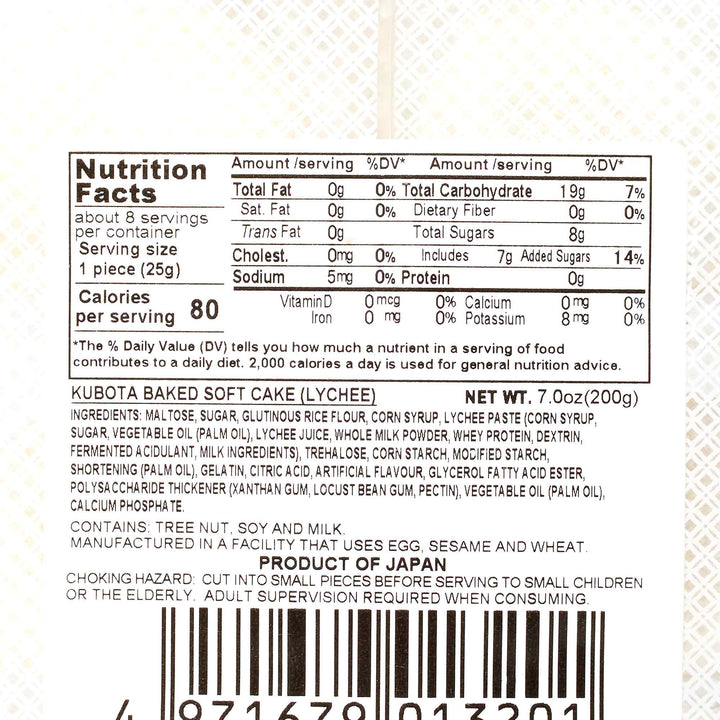 Nutrition Facts
about 8 servings per container
Serving size
1 piece (25g)
Calories per serving 80
Amount /serving %DV* Amount /serving %DV*
Total Fat 0g 0% Total Carbohydrate 19g 7%
Sat. Fat 0g 0% Dietary Fiber 0g 0%
Trans Fat 0g Total Sugars 8g
Cholest. 0mg 0% Includes 7g Added Sugars 14%
Sodium 5mg 0% Protein 0g
Vitamin D 0mcg 0% Calcium 0mg 0%
Iron 0 mg 0% Potassium 8mg 0%
*The % Daily Value (DV) tells you how much a nutrient in a serving of food
contributes to a daily diet. 2,000 calories a day is used for general nutrition advice.
KUBOTA BAKED SOFT CAKE (LYCHEE) NET WT. 7.0oz(200g)
INGREDIENTS: MALTOSE, SUGAR, GLUTINOUS RICE FLOUR, CORN SYRUP, LYCHEE PASTE (CORN SYRUP,
SUGAR, VEGETABLE OIL (PALM OIL), LYCHEE JUICE, WHOLE MILK POWDER, WHEY PROTEIN, DEXTRIN,
FERMENTED ACIDULANT, MILK INGREDIENTS), TREHALOSE, CORN STARCH, MODIFIED STARCH,
SHORTENING (PALM OIL), GELATIN, CITRIC ACID, ARTIFICIAL FLAVOUR, GLYCEROL FATTY ACID ESTER,
POLYSACCHARIDE THICKENER (XANTHAN GUM, LOCUST BEAN GUM, PECTIN), VEGETABLE OIL (PALM OIL),
CALCIUM PHOSPHATE.
CONTAINS: TREE NUT, SOY AND MILK.
MANUFACTURED IN A FACILITY THAT USES EGG, SESAME AND WHEAT.
PRODUCT OF JAPAN
CHOKING HAZARD: CUT INTO SMALL PIECES BEFORE SERVING TO SMALL CHILDREN
OR THE ELDERLY. ADULT SUPERVISION REQUIRED WHEN CONSUMING.
4 971679 013201